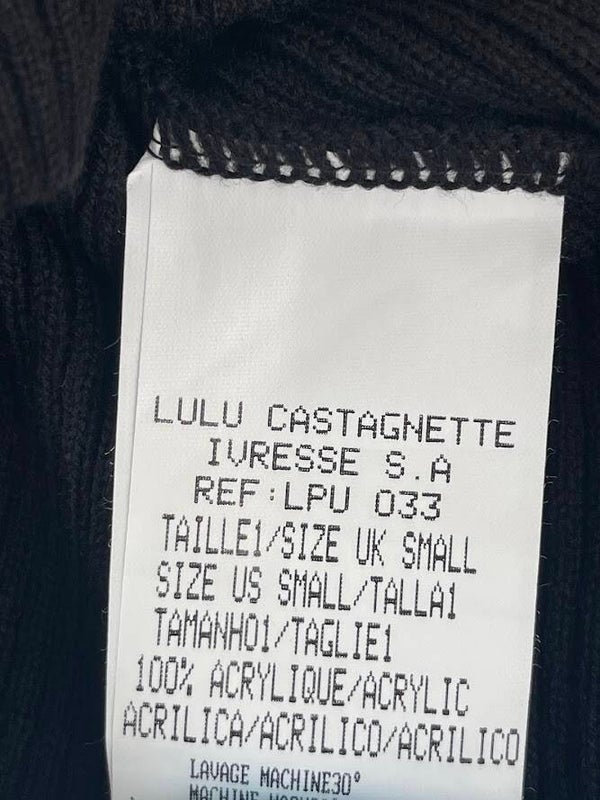 LULU CASTAGNETTE
IVRESSE S.A
REF:LPU 033
TAILLE1/SIZE UK SMALL
SIZE US SMALL/TALLA1
TAMANHO1/TAGLIE1
100% ACRYLIQUE/ACRYLIC
ACRILICA/ACRILICO/ACRILICO
LAVAGE MACHINE30°
MACHINE